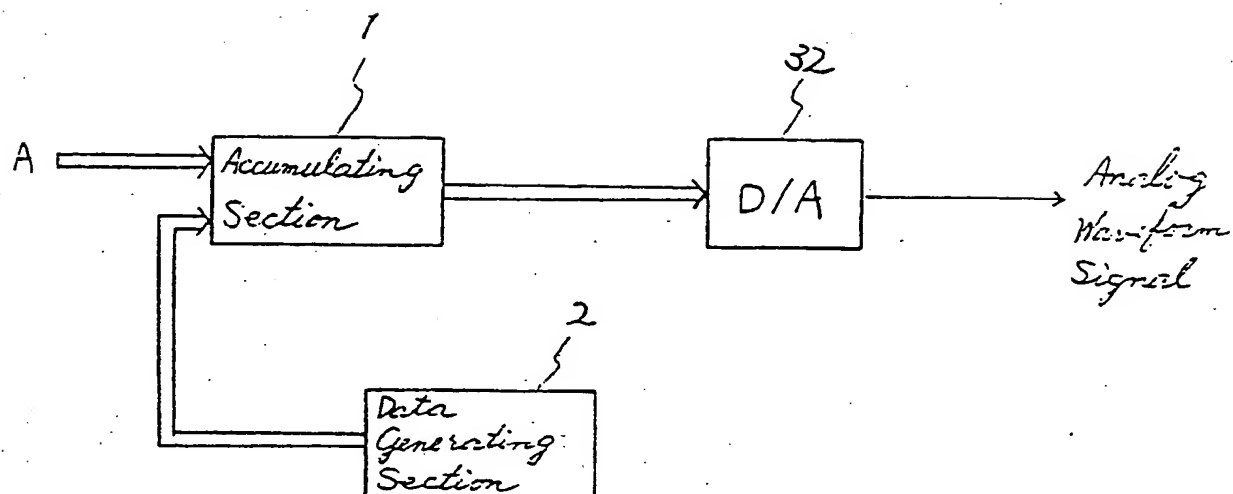 1
32
A
Accumulating
Section
D/A
Analog
Waveform
Signal
2
Data
Generating
Section